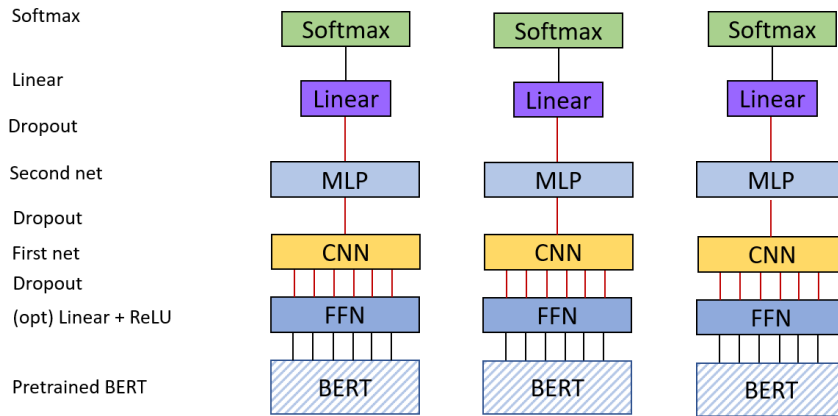 Softmax
Softmax Softmax Softmax
Linear
Linear Linear Linear
Dropout
Second net
MLP MLP MLP
Dropout
First net
CNN CNN CNN
Dropout
(opt) Linear + ReLU
FFN FFN FFN
Pretrained BERT
BERT BERT BERT